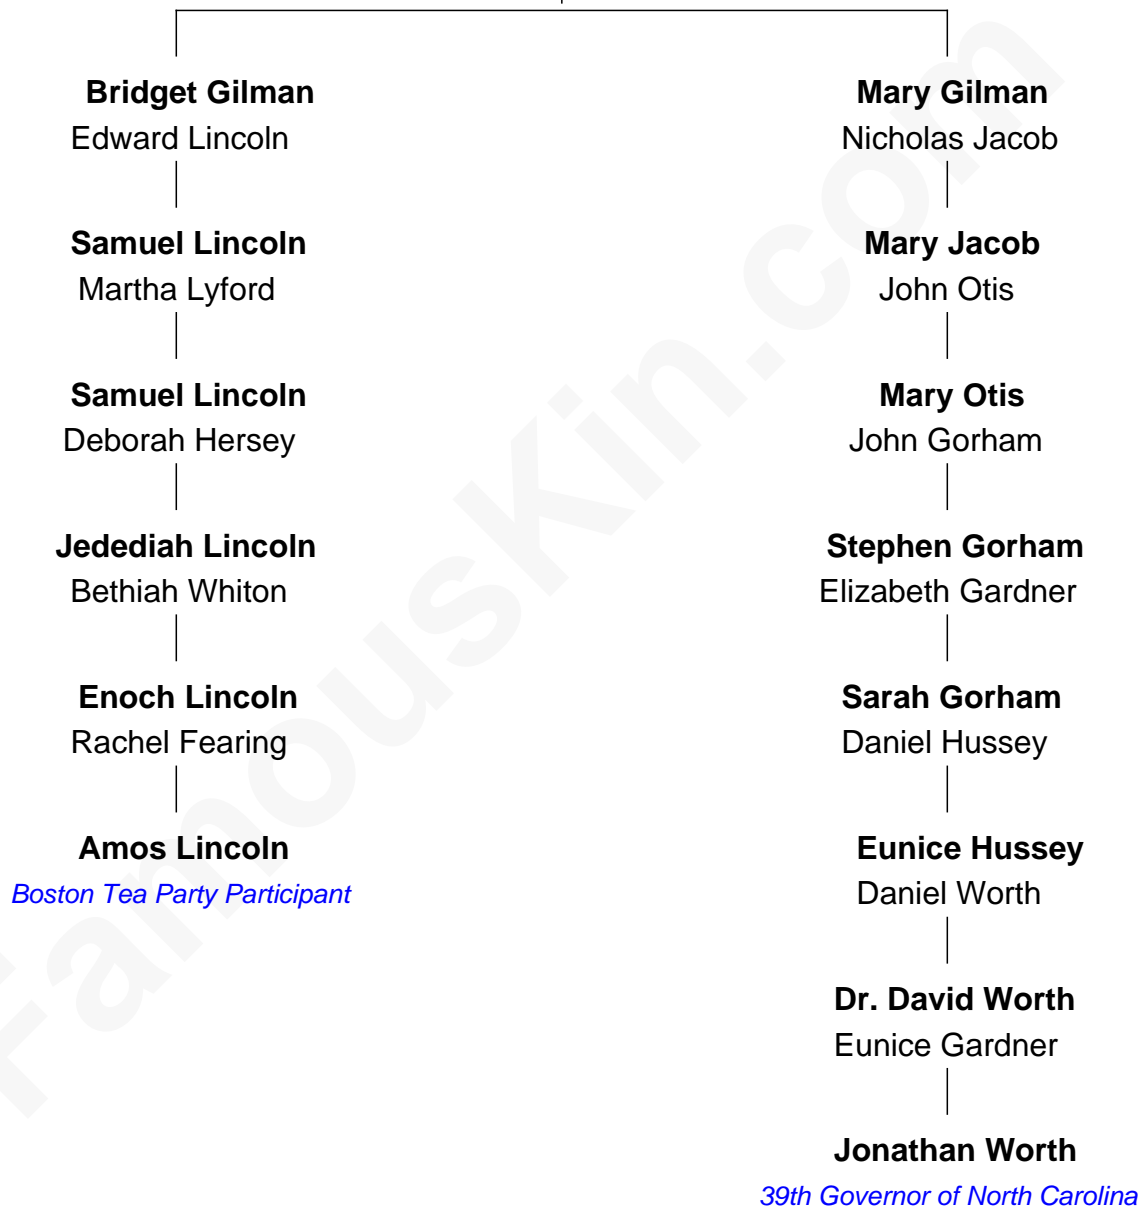 Bridget Gilman
Edward Lincoln
Mary Gilman
Nicholas Jacob
Samuel Lincoln
Martha Lyford
Mary Jacob
John Otis
Samuel Lincoln
Deborah Hersey
Mary Otis
John Gorham
Jedediah Lincoln
Bethiah Whiton
Stephen Gorham
Elizabeth Gardner
Enoch Lincoln
Rachel Fearing
Sarah Gorham
Daniel Hussey
Amos Lincoln
Boston Tea Party Participant
Eunice Hussey
Daniel Worth
Dr. David Worth
Eunice Gardner
Jonathan Worth
39th Governor of North Carolina
FamousKin.com